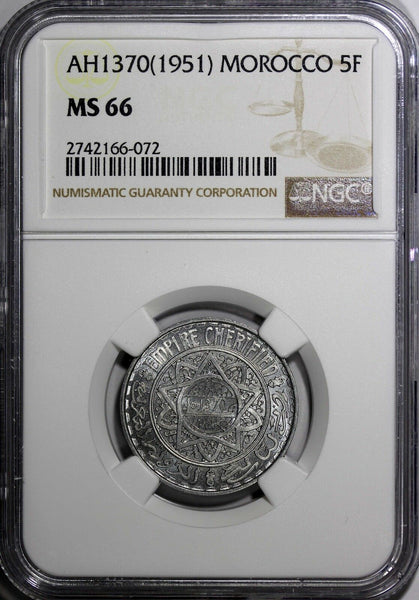 AH1370(1951) MOROCCO 5F
MS 66
2742166-072
NUMISMATIC GUARANTY CORPORATION
NGC®
EMPIRE CHERIFIEN